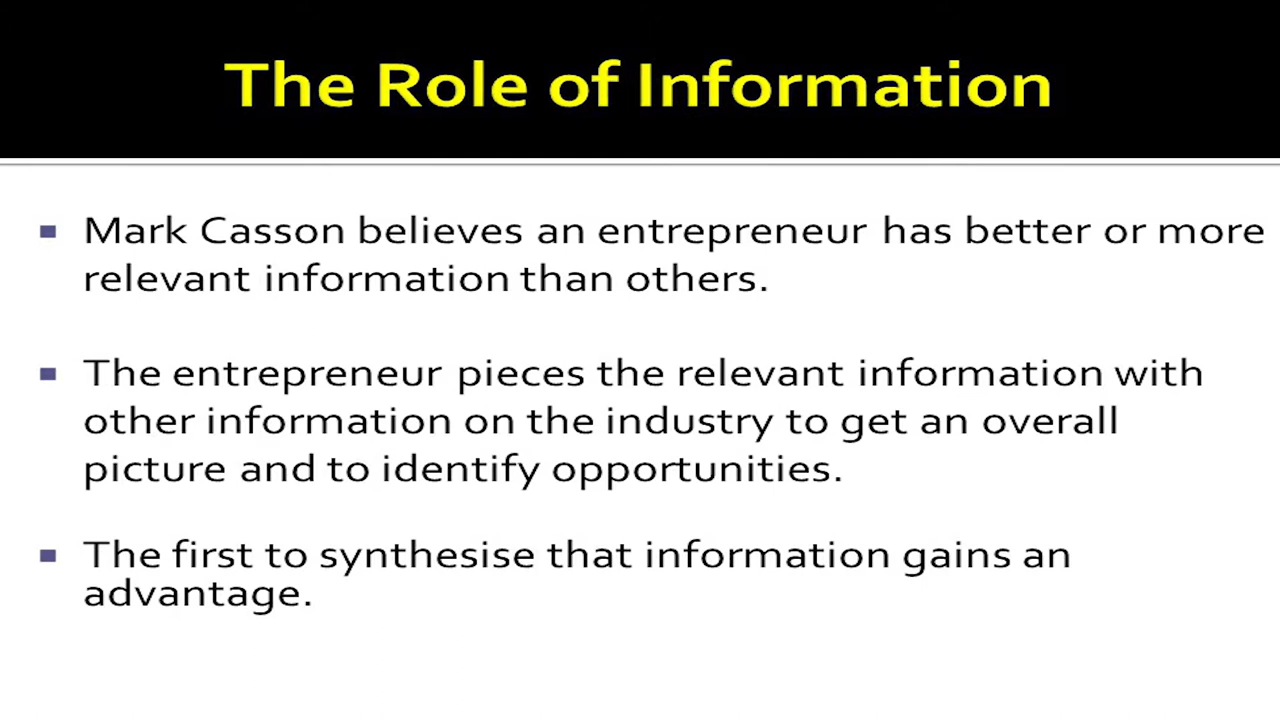 The Role of Information
Mark Casson believes an entrepreneur has better or more
relevant information than others.
The entrepreneur pieces the relevant information with
other information on the industry to get an overall
picture and to identify opportunities.
The first to synthesise that information gains an
advantage.